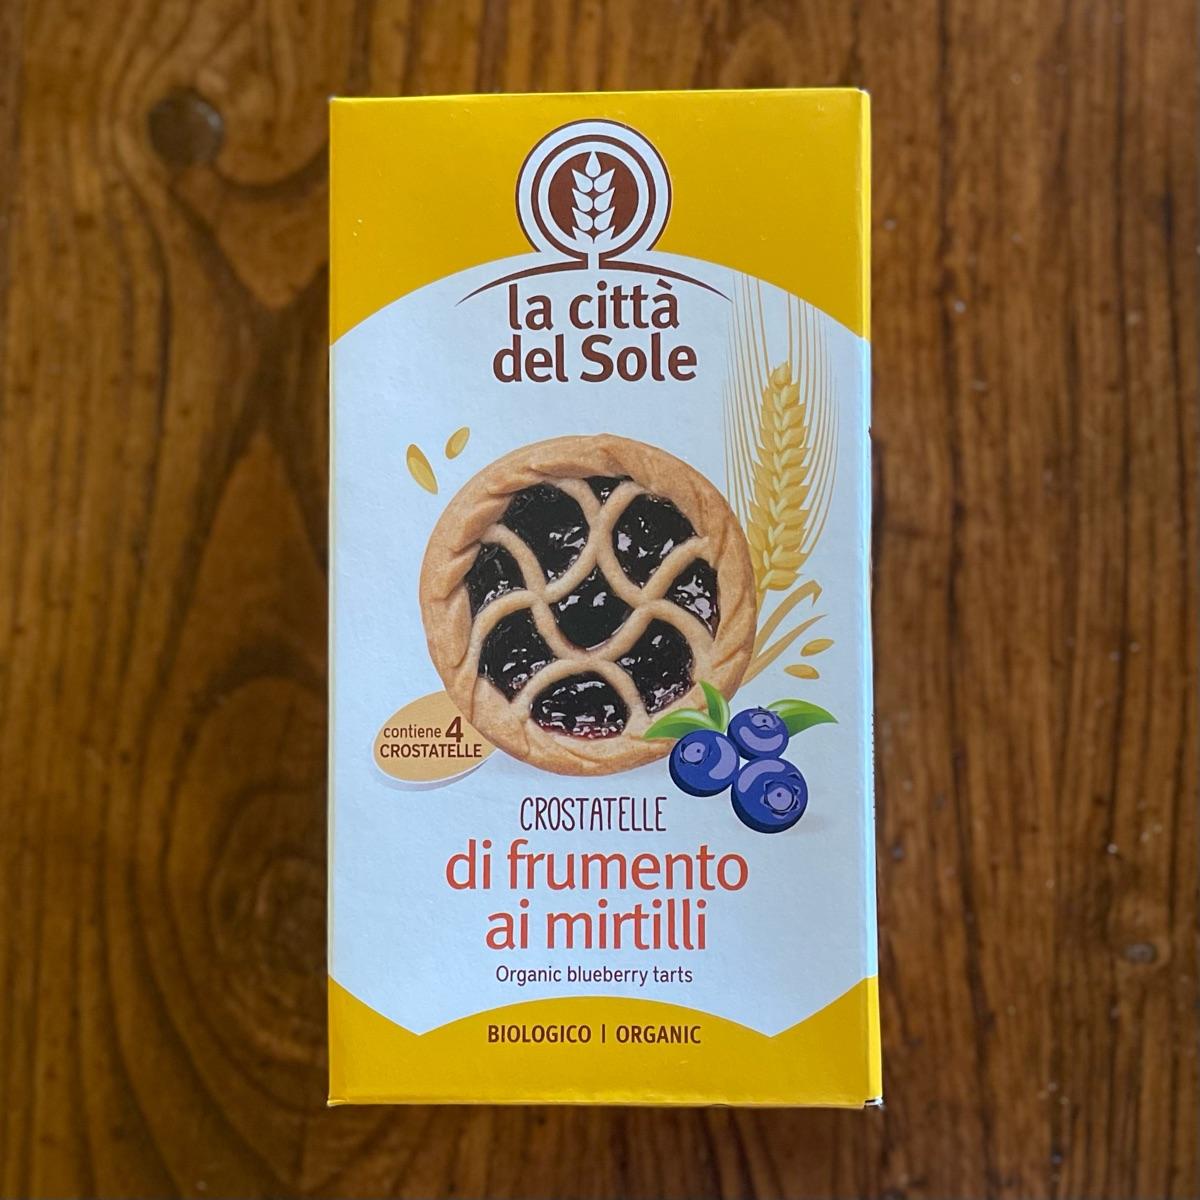 la città
del Sole
contiene 4
CROSTATELLE
CROSTATELLE
di frumento
ai mirtilli
Organic blueberry tarts
BIOLOGICO | ORGANIC